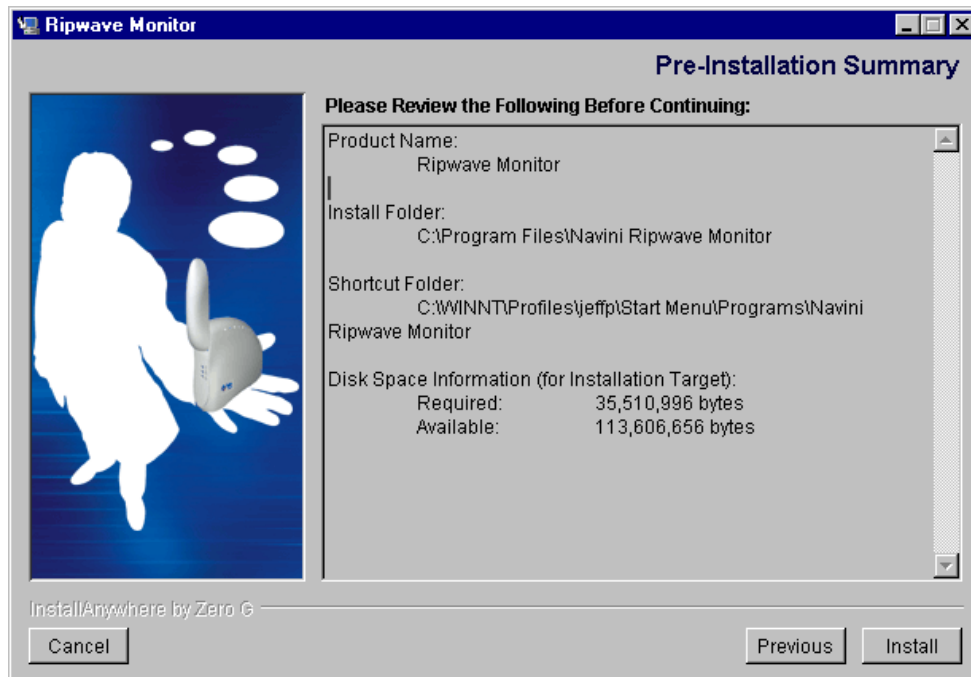 Ripwave Monitor
Pre-Installation Summary
Please Review the Following Before Continuing:
Product Name:
Ripwave Monitor
Install Folder:
C:\Program Files\Navini Ripwave Monitor
Shortcut Folder:
C:\WINNT\Profiles\jeffp\Start Menu\Programs\Navini
Ripwave Monitor
Disk Space Information (for Installation Target):
Required: 35,510,996 bytes
Available: 113,606,656 bytes
InstallAnywhere by Zero G
Cancel
Previous
Install